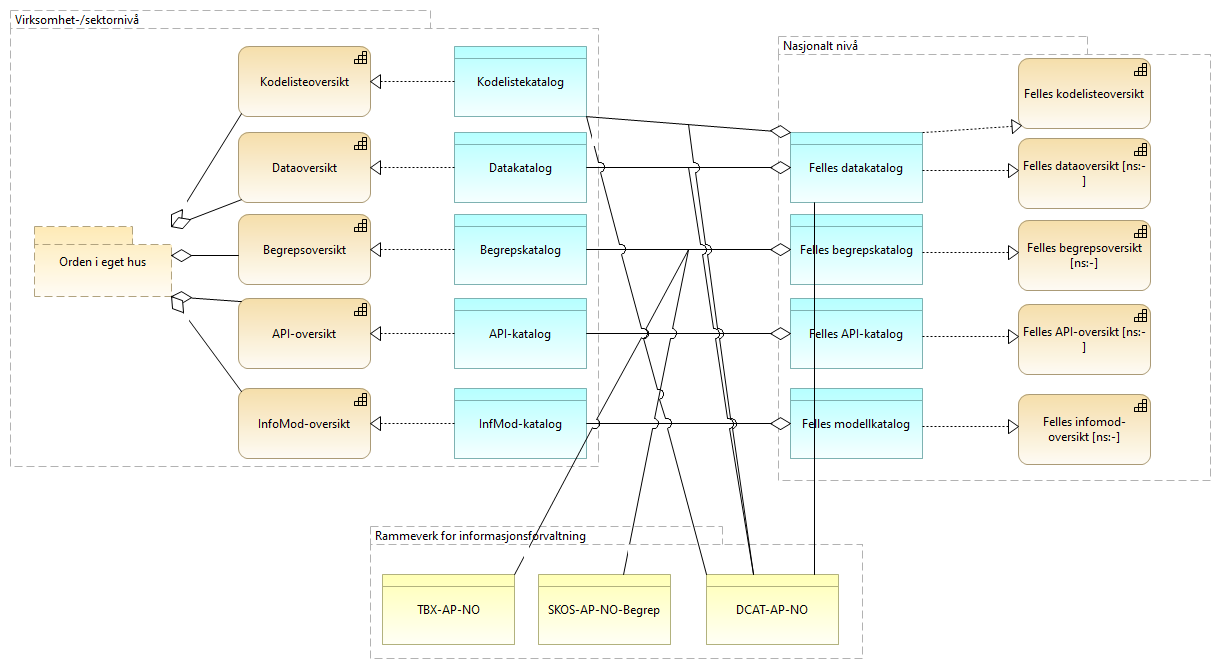 Virksomhet-/sektornivå
Nasjonalt nivå
Kodelisteoversikt
Kodelistekatalog
Felles kodelisteoversikt
Dataoversikt
Datakatalog
Felles datakatalog
Felles dataoversikt [ns:-
]
Orden i eget hus
Begrepsoversikt
Begrepskatalog
Felles begrepskatalog
Felles begrepsoversikt
[ns:-]
API-oversikt
API-katalog
Felles API-katalog
Felles API-oversikt [ns:-
]
InfoMod-oversikt
InfMod-katalog
Felles modellkatalog
Felles infomod-
oversikt [ns:-]
Rammeverk for informasjonsforvaltning
TBX-AP-NO
SKOS-AP-NO-Begrep
DCAT-AP-NO